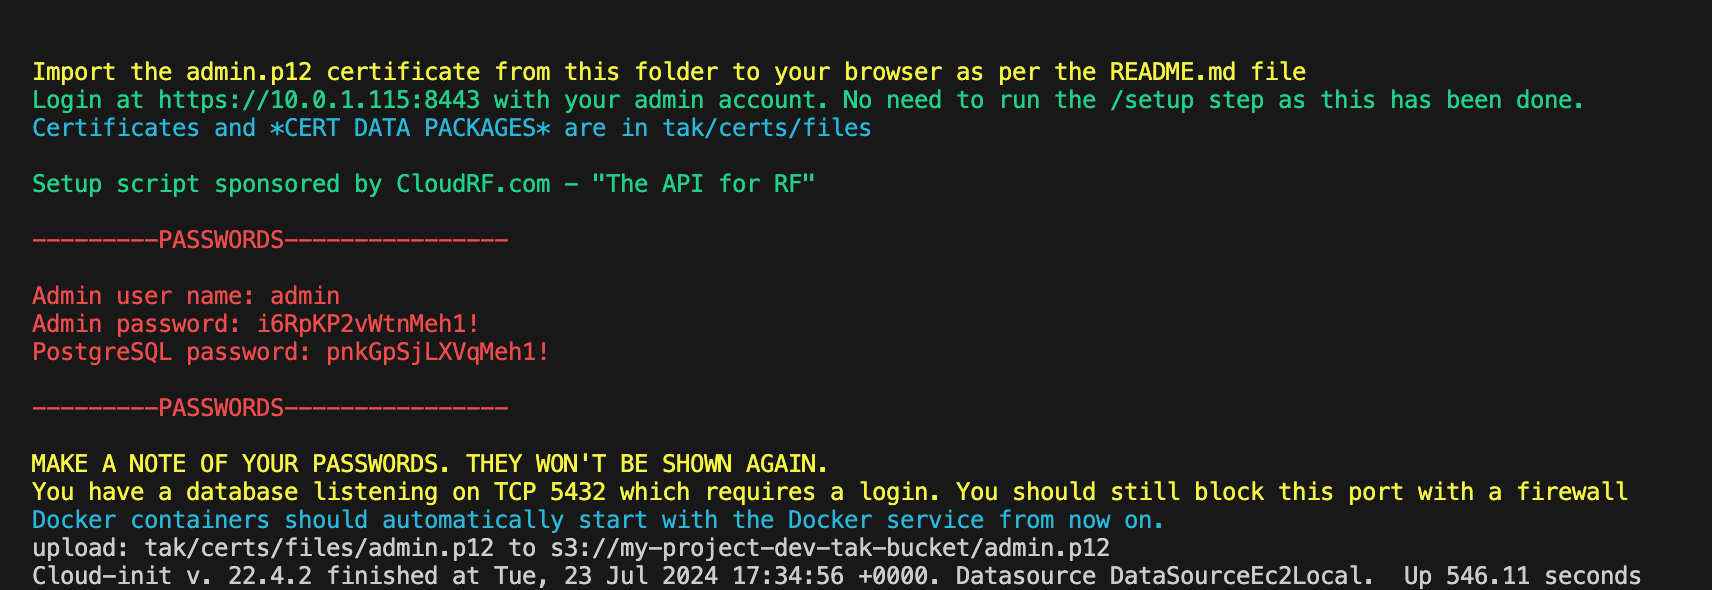 Import the admin.p12 certificate from this folder to your browser as per the README.md file
Login at https://10.0.1.115:8443 with your admin account. No need to run the /setup step as this has been done.
Certificates and *CERT DATA PACKAGES* are in tak/certs/files
Setup script sponsored by CloudRF.com - "The API for RF"
---------PASSWORDS----------------
Admin user name: admin
Admin password: i6RpKP2vWtnMeh1!
PostgreSQL password: pnkGpSjLXVqMeh1!
---------PASSWORDS----------------
MAKE A NOTE OF YOUR PASSWORDS. THEY WON'T BE SHOWN AGAIN.
You have a database listening on TCP 5432 which requires a login. You should still block this port with a firewall
Docker containers should automatically start with the Docker service from now on.
upload: tak/certs/files/admin.p12 to s3://my-project-dev-tak-bucket/admin.p12
Cloud-init v. 22.4.2 finished at Tue, 23 Jul 2024 17:34:56 +0000. Datasource DataSourceEc2Local.  Up 546.11 seconds